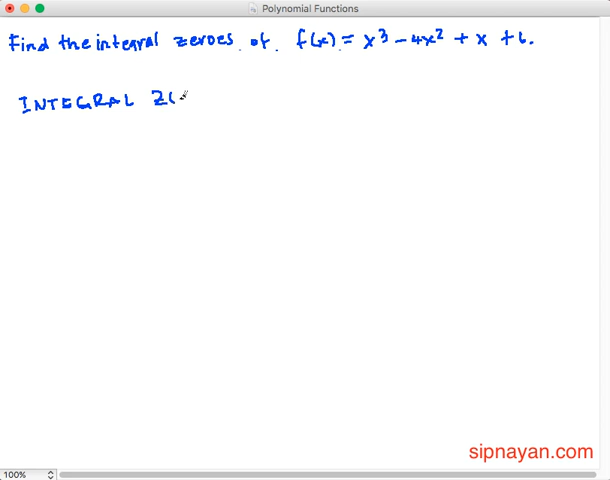 Polynomial Functions
Find the integral zeroes of f(x) = x³ - 4x² + x + 6.
INTEGRAL Z
sipnayan.com
100%